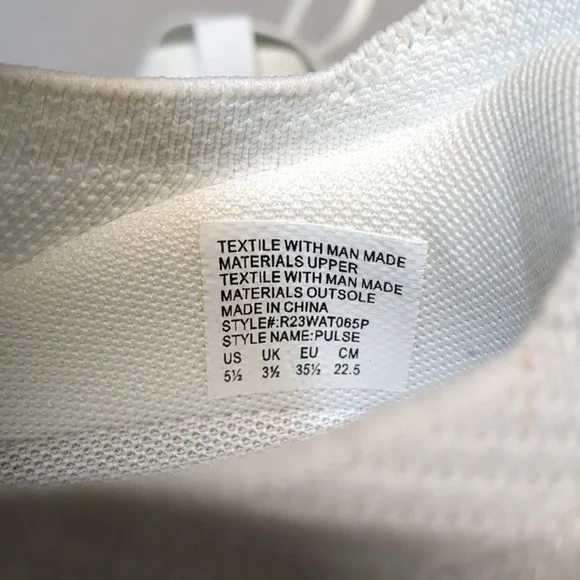 TEXTILE WITH MAN MADE
MATERIALS UPPER
TEXTILE WITH MAN MADE
MATERIALS OUTSOLE
MADE IN CHINA
STYLE#:R23WAT065P
STYLE NAME:PULSE
US UK EU CM
5½ 3½ 35½ 22.5